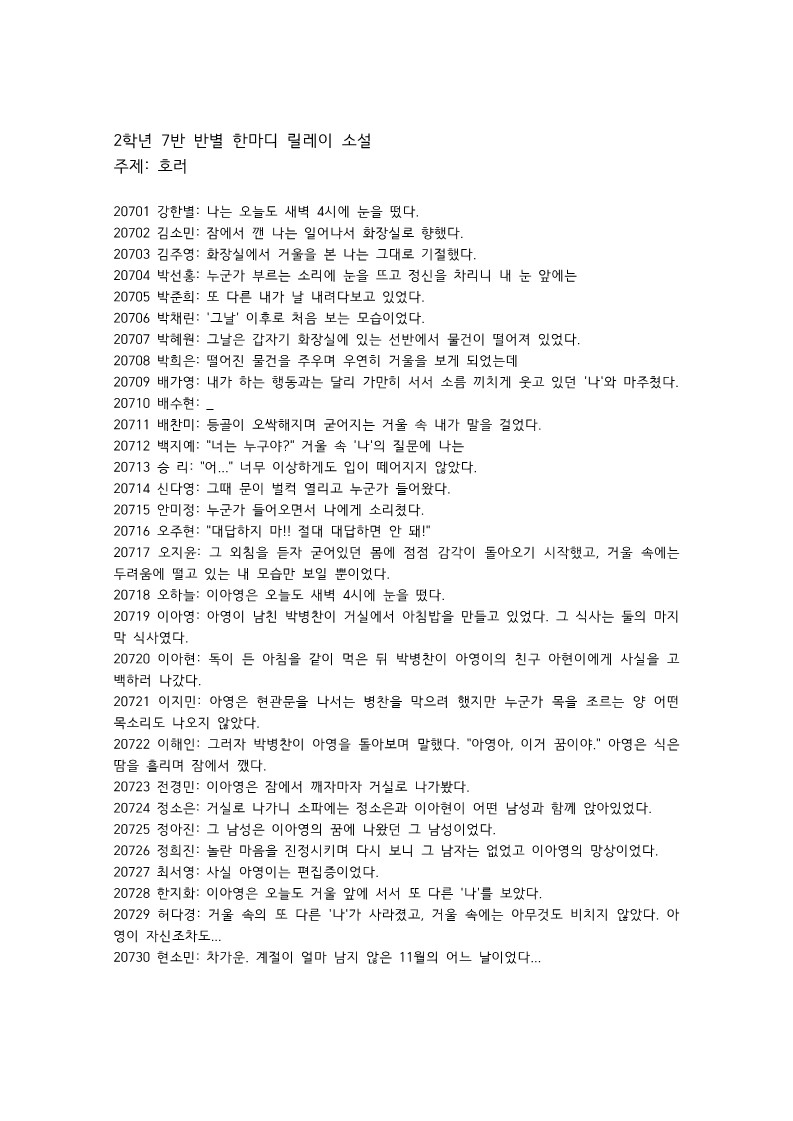 2학년 7반 반별 한마디 릴레이 소설
주제: 호러
20701 강한별: 나는 오늘도 새벽 4시에 눈을 떴다.
20702 김소민: 잠에서 깬 나는 일어나서 화장실로 향했다.
20703 김주영: 화장실에서 거울을 본 나는 그대로 기절했다.
20704 박선홍: 누군가 부르는 소리에 눈을 뜨고 정신을 차리니 내 눈 앞에는
20705 박준희: 또 다른 내가 날 내려다보고 있었다.
20706 박채린: '그날' 이후로 처음 보는 모습이었다.
20707 박혜원: 그날은 갑자기 화장실에 있는 선반에서 물건이 떨어져 있었다.
20708 박희은: 떨어진 물건을 주우며 우연히 거울을 보게 되었는데
20709 배가영: 내가 하는 행동과는 달리 가만히 서서 소름 끼치게 웃고 있던 '나'와 마주쳤다.
20710 배수현: _
20711 배찬미: 등골이 오싹해지며 굳어지는 거울 속 내가 말을 걸었다.
20712 백지예: "너는 누구야?" 거울 속 '나'의 질문에 나는
20713 승 리: "어..." 너무 이상하게도 입이 떼어지지 않았다.
20714 신다영: 그때 문이 벌컥 열리고 누군가 들어왔다.
20715 안미정: 누군가 들어오면서 나에게 소리쳤다.
20716 오주현: "대답하지 마!! 절대 대답하면 안 돼!"
20717 오지윤: 그 외침을 듣자 굳어있던 몸에 점점 감각이 돌아오기 시작했고, 거울 속에는
두려움에 떨고 있는 내 모습만 보일 뿐이었다.
20718 오하늘: 이아영은 오늘도 새벽 4시에 눈을 떴다.
20719 이아영: 아영이 남친 박병찬이 거실에서 아침밥을 만들고 있었다. 그 식사는 둘의 마지
막 식사였다.
20720 이아현: 독이 든 아침을 같이 먹은 뒤 박병찬이 아영이의 친구 아현이에게 사실을 고
백하러 나갔다.
20721 이지민: 아영은 현관문을 나서는 병찬을 막으려 했지만 누군가 목을 조르는 양 어떤
목소리도 나오지 않았다.
20722 이해인: 그러자 박병찬이 아영을 돌아보며 말했다. "아영아, 이거 꿈이야." 아영은 식은
땀을 흘리며 잠에서 깼다.
20723 전경민: 이아영은 잠에서 깨자마자 거실로 나가봤다.
20724 정소은: 거실로 나가니 소파에는 정소은과 이아현이 어떤 남성과 함께 앉아있었다.
20725 정아진: 그 남성은 이아영의 꿈에 나왔던 그 남성이었다.
20726 정희진: 놀란 마음을 진정시키며 다시 보니 그 남자는 없었고 이아영의 망상이었다.
20727 최서영: 사실 아영이는 편집증이었다.
20728 한지화: 이아영은 오늘도 거울 앞에 서서 또 다른 '나'를 보았다.
20729 허다경: 거울 속의 또 다른 '나'가 사라졌고, 거울 속에는 아무것도 비치지 않았다. 아
영이 자신조차도...
20730 현소민: 차가운. 계절이 얼마 남지 않은 11월의 어느 날이었다...